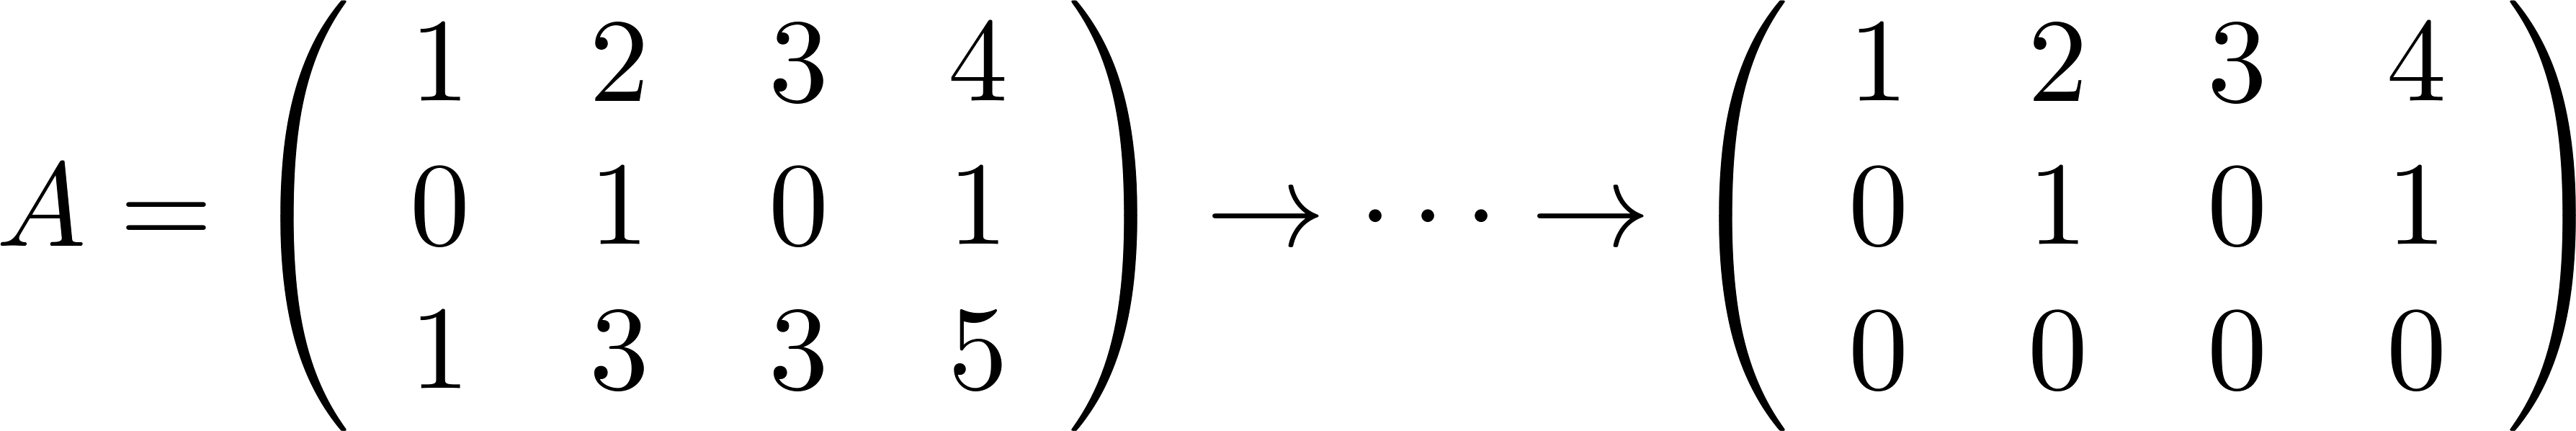 A = ( 1 2 3 4
0 1 0 1
1 3 3 5 ) → ··· → ( 1 2 3 4
0 1 0 1
0 0 0 0 )